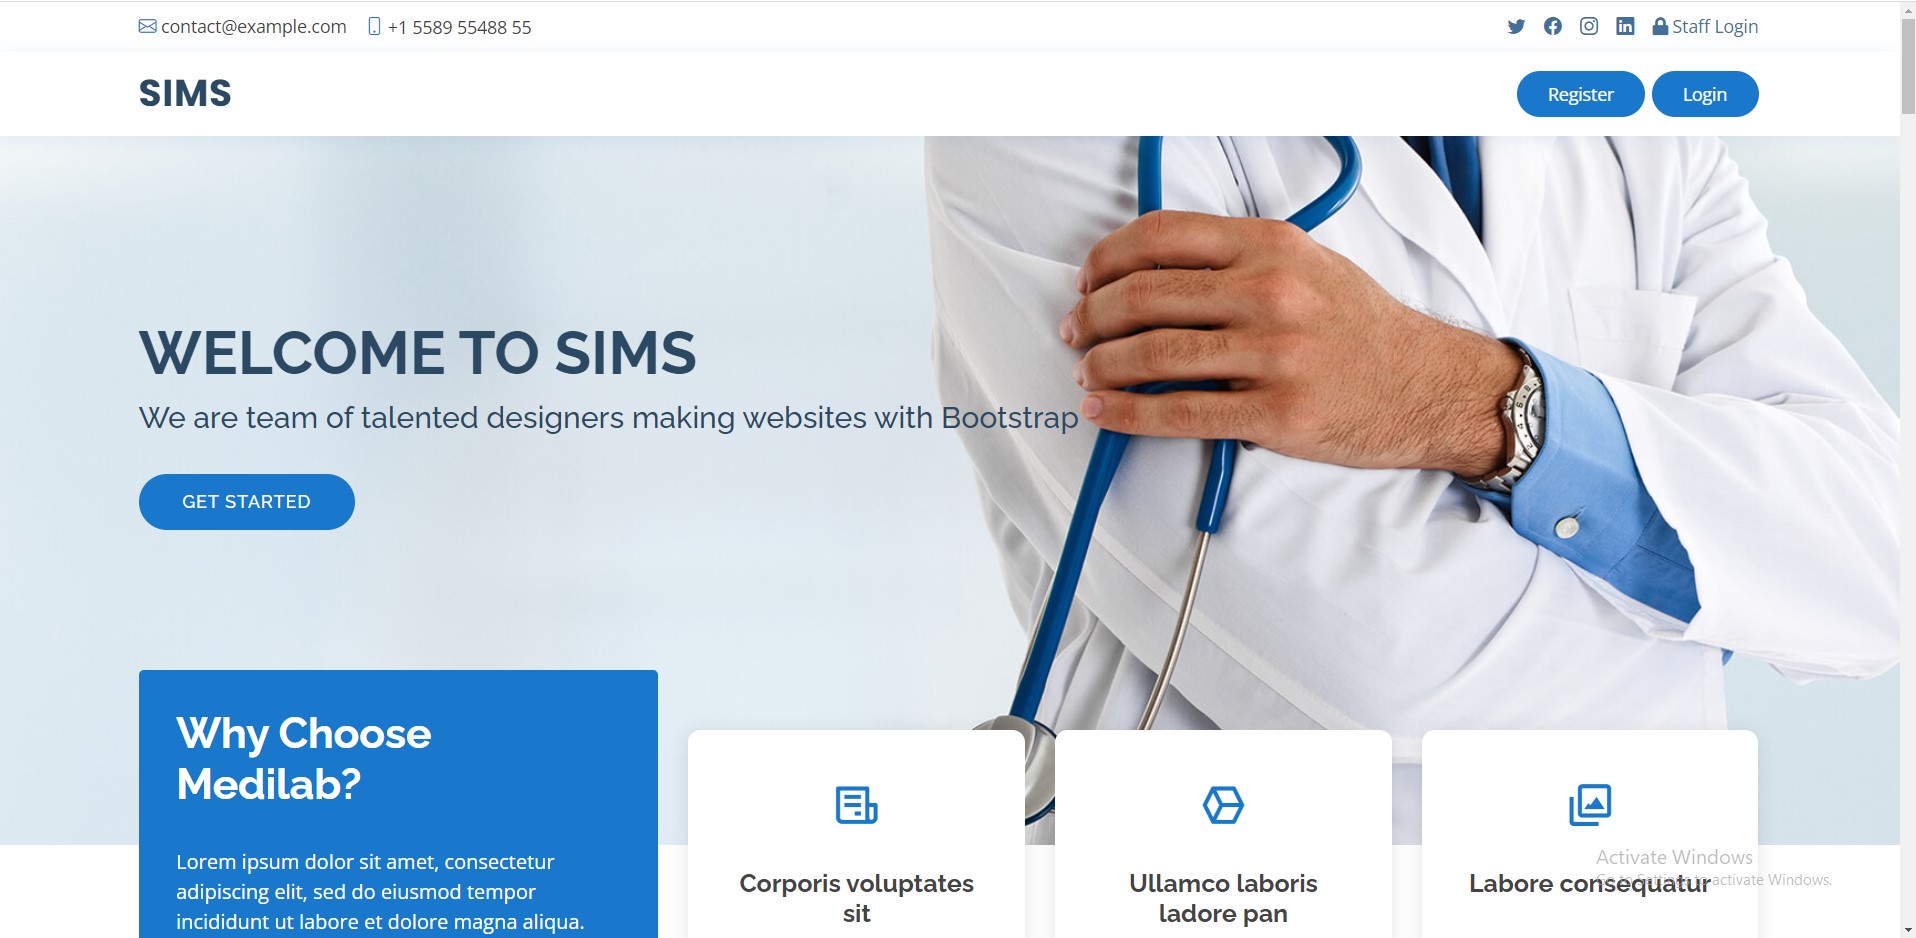 contact@example.com +1 5589 55488 55 Staff Login
SIMS Register Login
WELCOME TO SIMS
We are team of talented designers making websites with Bootstrap
GET STARTED
Why Choose
Medilab?
Lorem ipsum dolor sit amet, consectetur
adipiscing elit, sed do eiusmod tempor
incididunt ut labore et dolore magna aliqua.
Corporis voluptates
sit
Ullamco laboris
ladore pan
Labore consequatur
Activate Windows
Go to Settings to activate Windows.